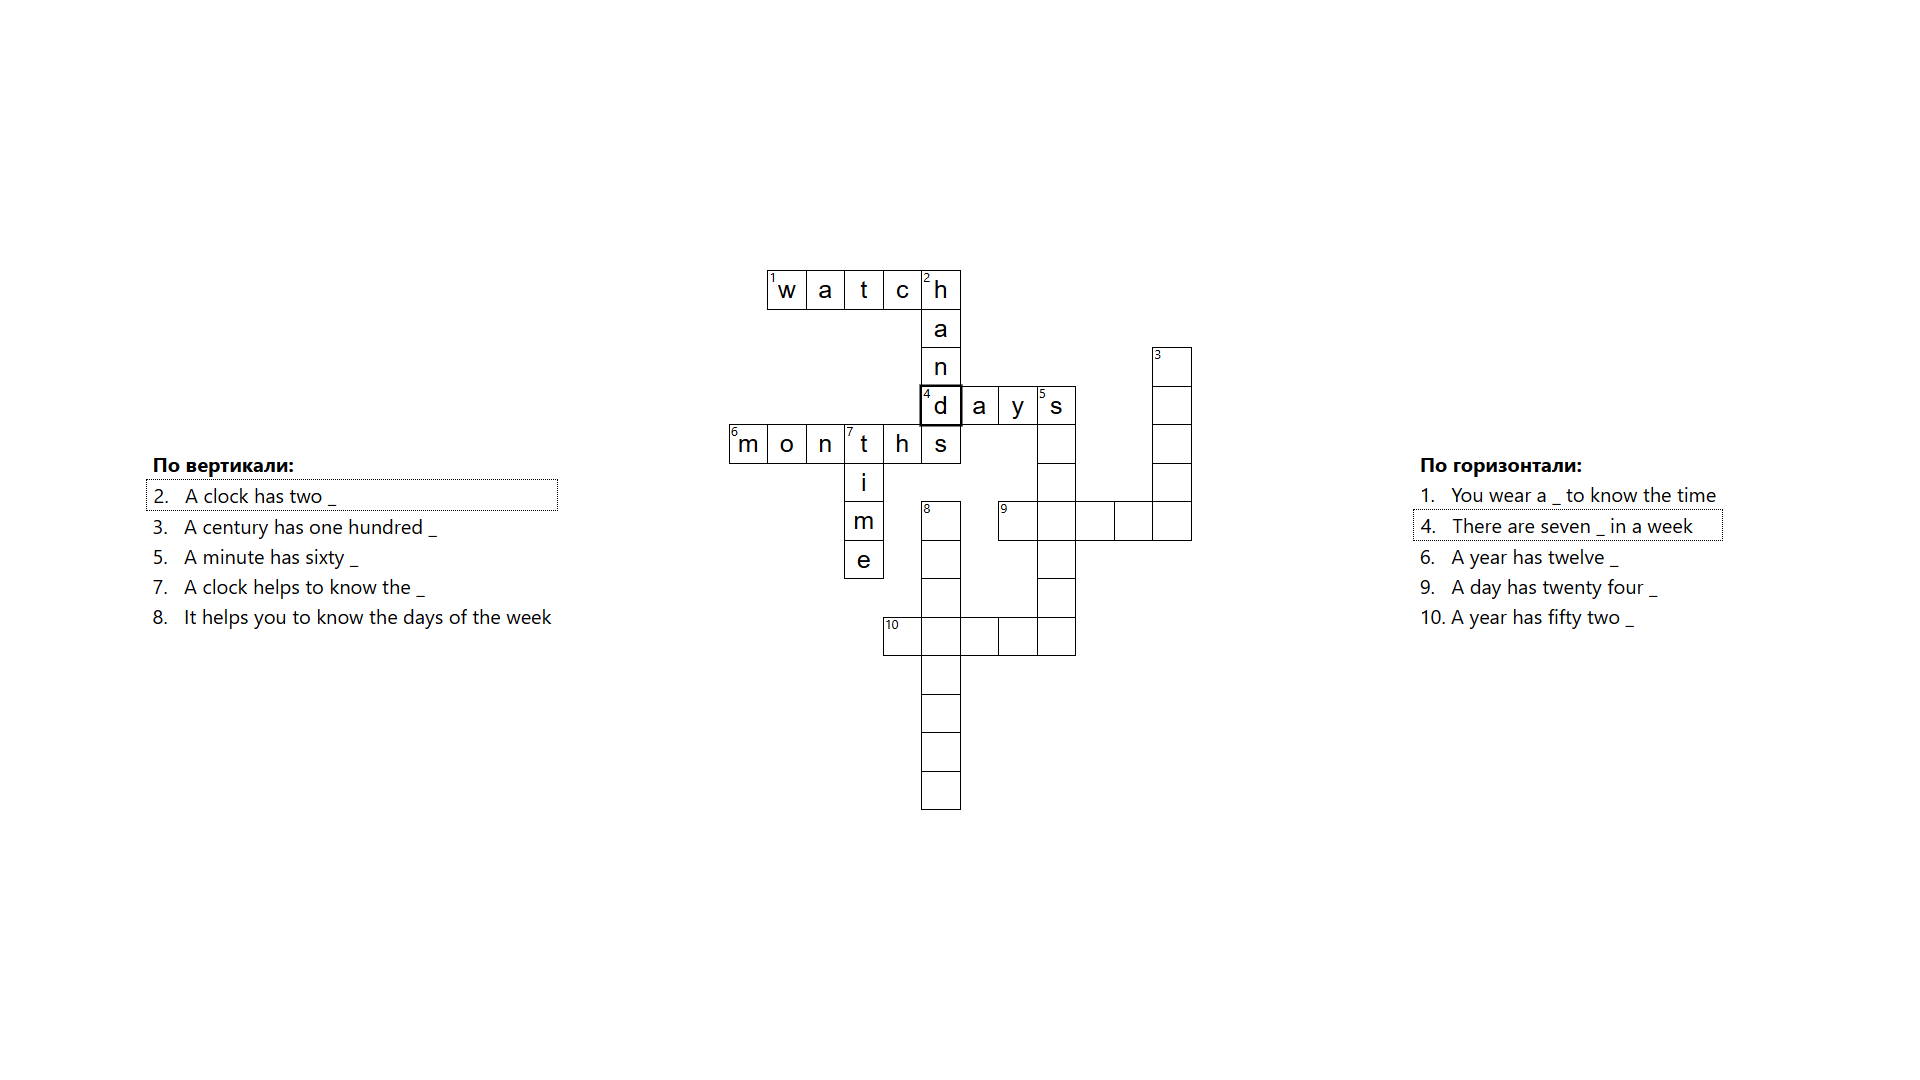 1 w a t c 2 h
a
n
3
4 d a y 5 s
6 m o n 7 t h s
i
8 9
m
e
10
По вертикали:
2. A clock has two _
3. A century has one hundred _
5. A minute has sixty _
7. A clock helps to know the _
8. It helps you to know the days of the week
По горизонтали:
1. You wear a _ to know the time
4. There are seven _ in a week
6. A year has twelve _
9. A day has twenty four _
10. A year has fifty two _